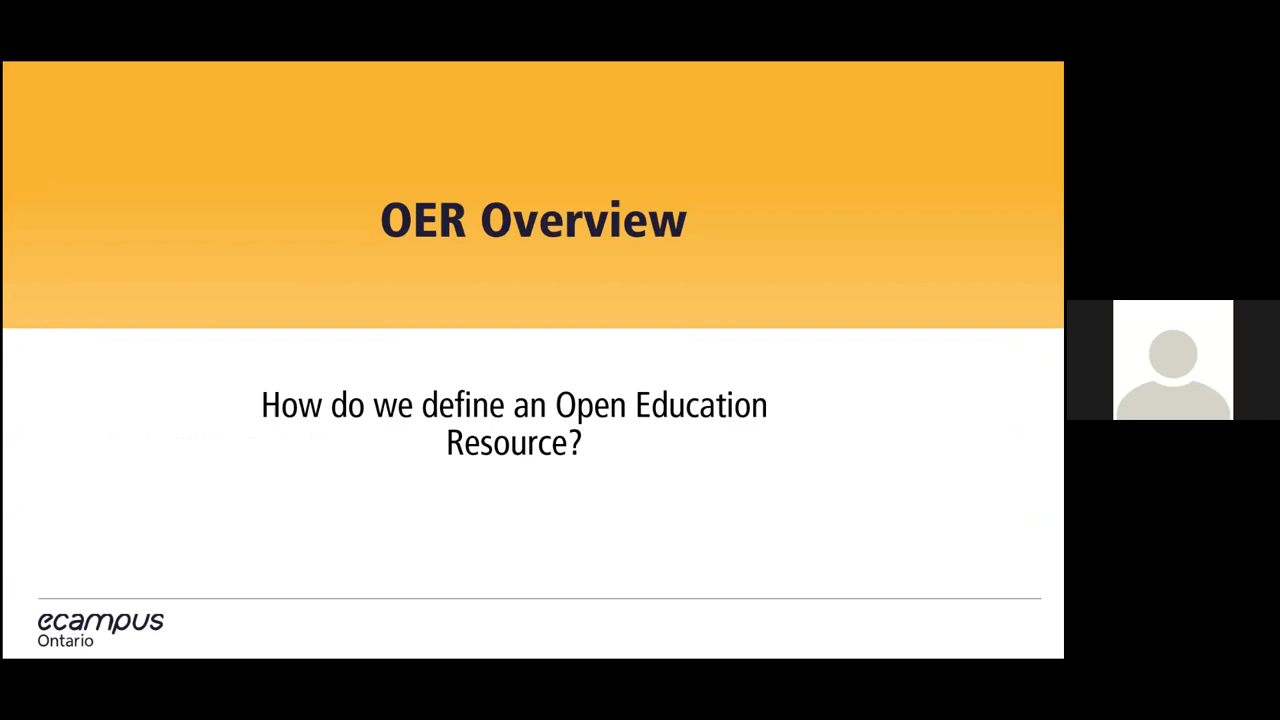 OER Overview
How do we define an Open Education
Resource?
ecampus
Ontario